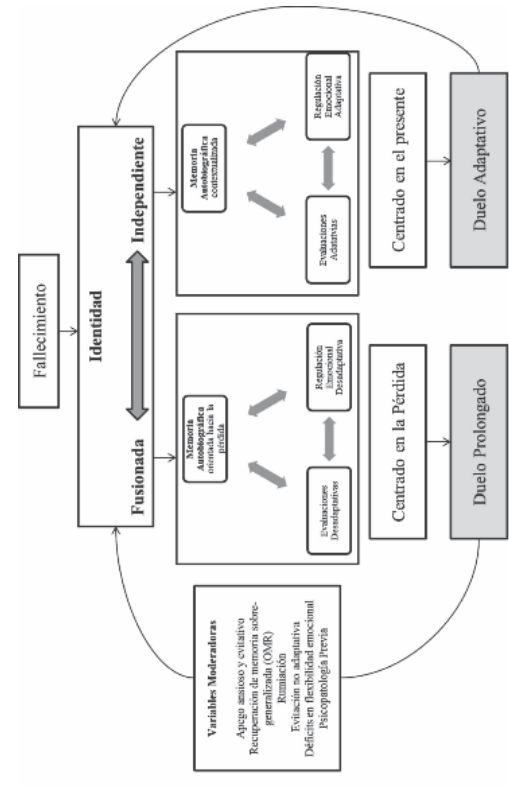 Fallecimiento
Identidad
Fusionada
Independiente
Variables Moderadoras
Apego ansioso y evitativo
Recuperación de memoria sobre-
generalizada (OMR)
Rumiación
Evitación no adaptativa
Déficits en flexibilidad emocional
Psicopatología Previa
Memoria
Autobiográfica
orientada hacia la
pérdida
Evaluaciones
Desadaptativas
Regulación
Emocional
Desadaptativa
Memoria
Autobiográfica
contextualizada
Evaluaciones
Adatativias
Regulación
Emocional
Adaptativa
Centrado en la Pérdida
Centrado en el presente
Duelo Prolongado
Duelo Adaptativo